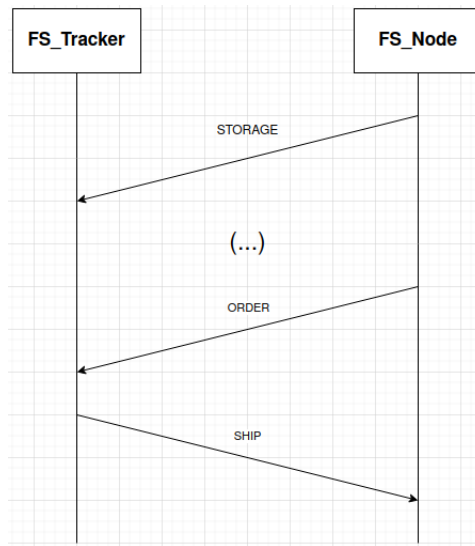 FS_Tracker
FS_Node
STORAGE
(...)
ORDER
SHIP